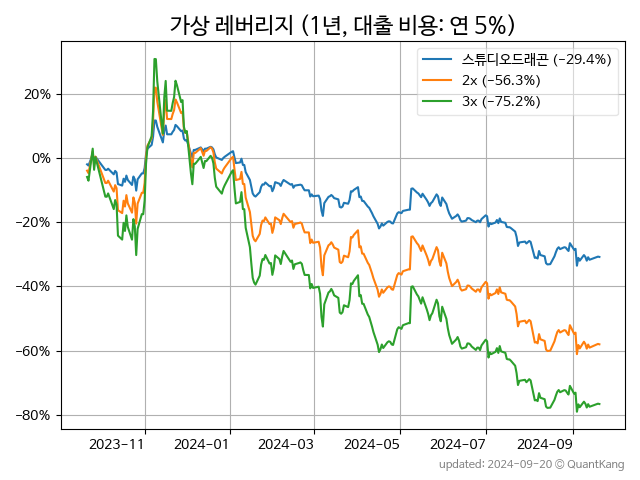 가상 레버리지 (1년, 대출 비용: 연 5%)
스튜디오드래곤 (-29.4%)
2x (-56.3%)
3x (-75.2%)
20%
0%
-20%
-40%
-60%
-80%
2023-11 2024-01 2024-03 2024-05 2024-07 2024-09
updated: 2024-09-20 © QuantKang